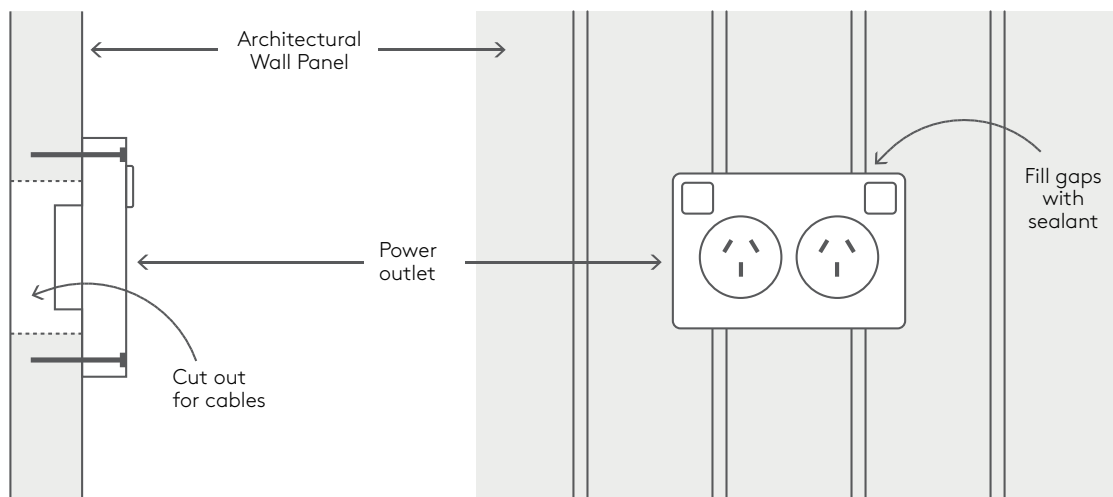 Architectural
Wall Panel
Fill gaps
with
sealant
Power
outlet
Cut out
for cables